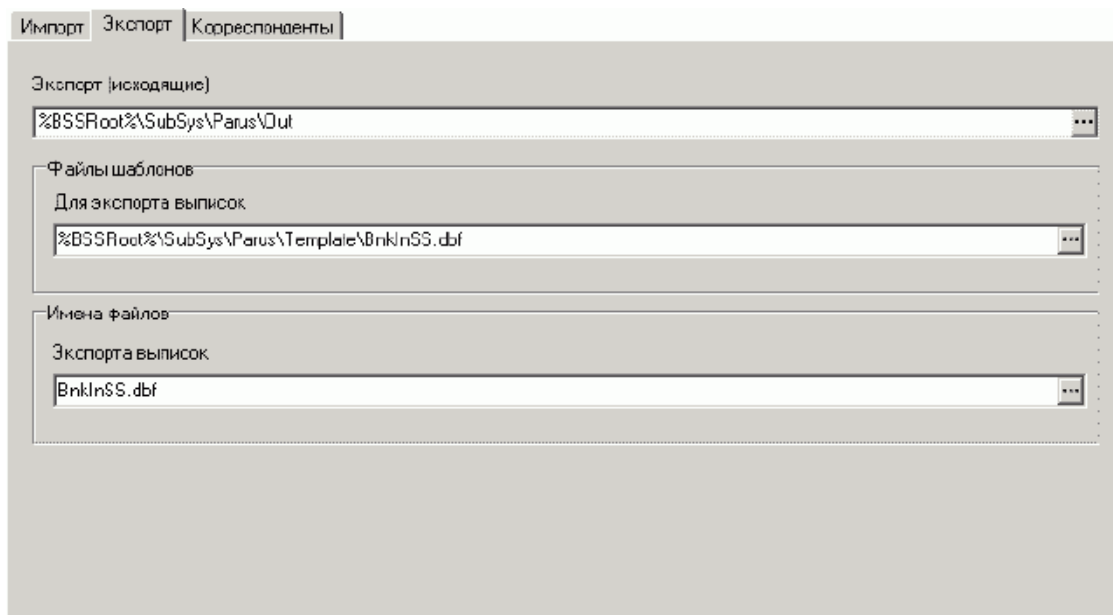 Импорт Экспорт Корреспонденты
Экспорт (исходящие)
%BSSRoot%\SubSys\Parus\Out
...
Файлы шаблонов
Для экспорта выписок
%BSSRoot%\SubSys\Parus\Template\BnkInSS.dbf
...
Имена файлов
Экспорта выписок
BnkInSS.dbf
...